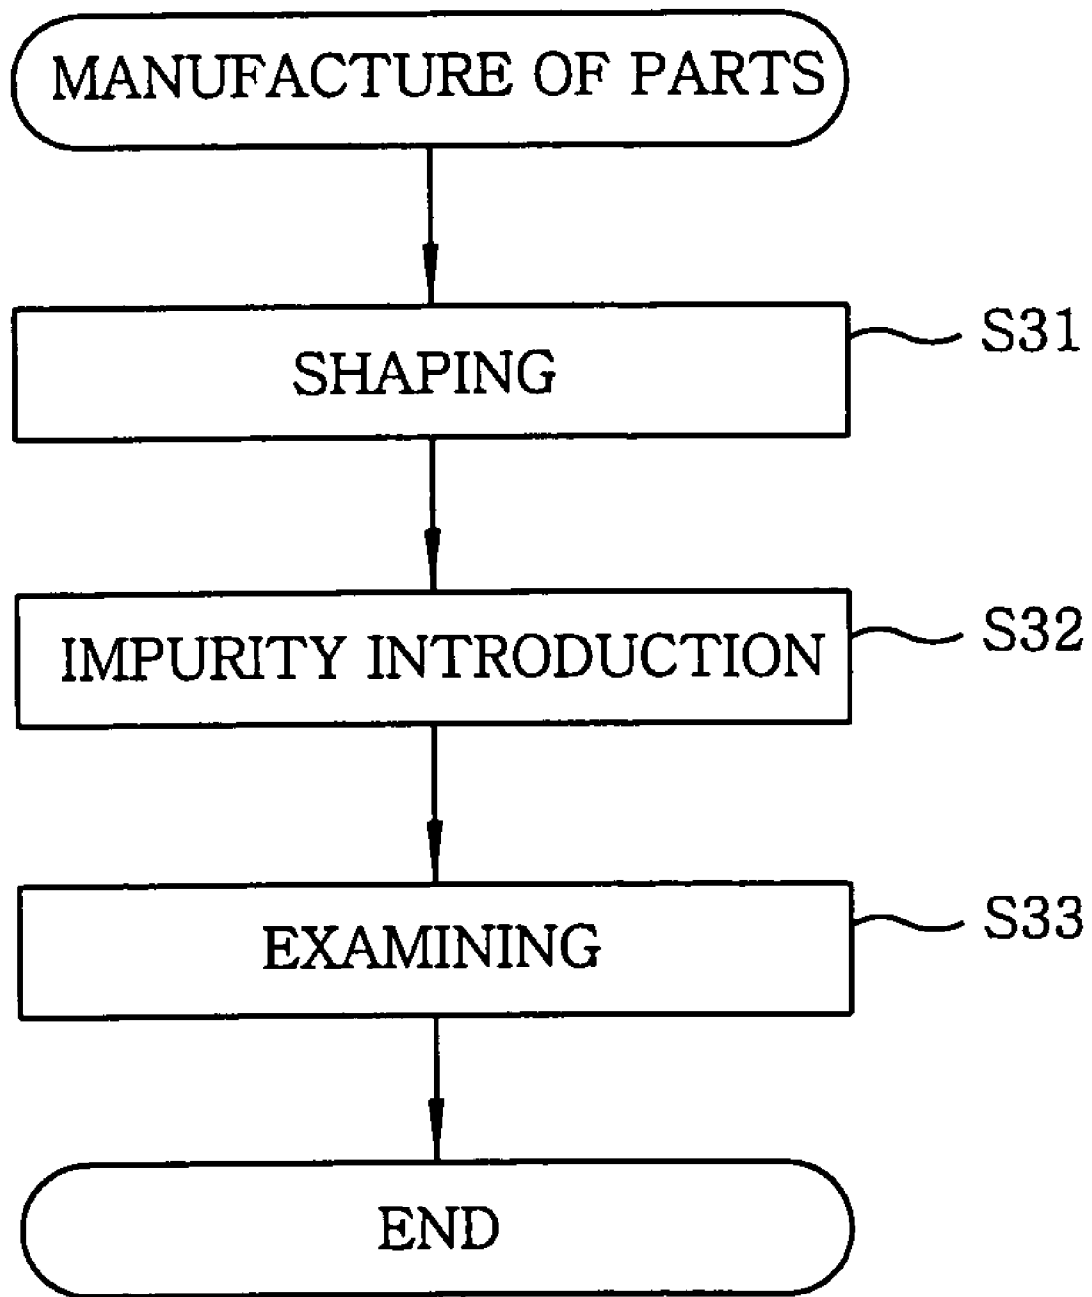 MANUFACTURE OF PARTS
SHAPING
S31
IMPURITY INTRODUCTION
S32
EXAMINING
S33
END